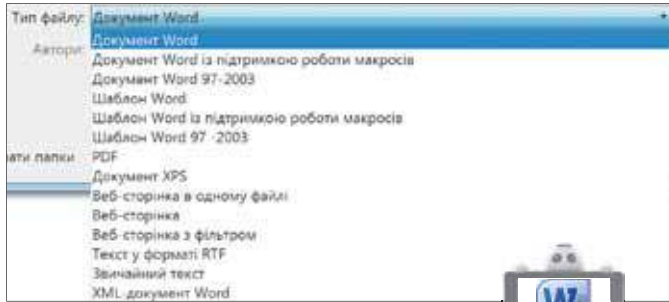 Тип файлу: Документ Word
Автори: Документ Word
Документ Word із підтримкою роботи макросів
Документ Word 97-2003
Шаблон Word
Шаблон Word із підтримкою роботи макросів
Шаблон Word 97 -2003
ати папки PDF
Документ XPS
Веб-сторінка в одному файлі
Веб-сторінка
Веб-сторінка з фільтром
Текст у форматі RTF
Звичайний текст
XML-документ Word
W